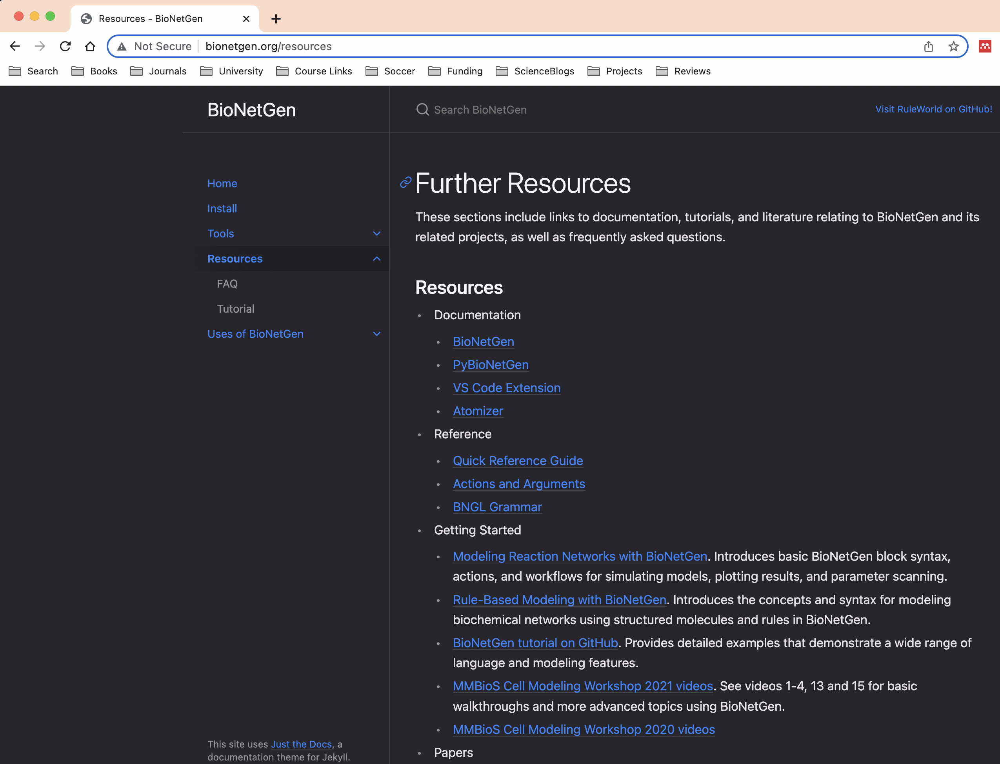 Resources - BioNetGen
Not Secure
bionetgen.org/resources
Search
Books
Journals
University
Course Links
Soccer
Funding
ScienceBlogs
Projects
Reviews
BioNetGen
Search BioNetGen
Visit RuleWorld on GitHub!
Home
Install
Tools
Resources
FAQ
Tutorial
Uses of BioNetGen
This site uses Just the Docs, a
documentation theme for Jekyll.
Further Resources
These sections include links to documentation, tutorials, and literature relating to BioNetGen and its
related projects, as well as frequently asked questions.
Resources
Documentation
BioNetGen
PyBioNetGen
VS Code Extension
Atomizer
Reference
Quick Reference Guide
Actions and Arguments
BNGL Grammar
Getting Started
Modeling Reaction Networks with BioNetGen. Introduces basic BioNetGen block syntax,
actions, and workflows for simulating models, plotting results, and parameter scanning.
Rule-Based Modeling with BioNetGen. Introduces the concepts and syntax for modeling
biochemical networks using structured molecules and rules in BioNetGen.
BioNetGen tutorial on GitHub. Provides detailed examples that demonstrate a wide range of
language and modeling features.
MMBioS Cell Modeling Workshop 2021 videos. See videos 1-4, 13 and 15 for basic
walkthroughs and more advanced topics using BioNetGen.
MMBioS Cell Modeling Workshop 2020 videos
Papers